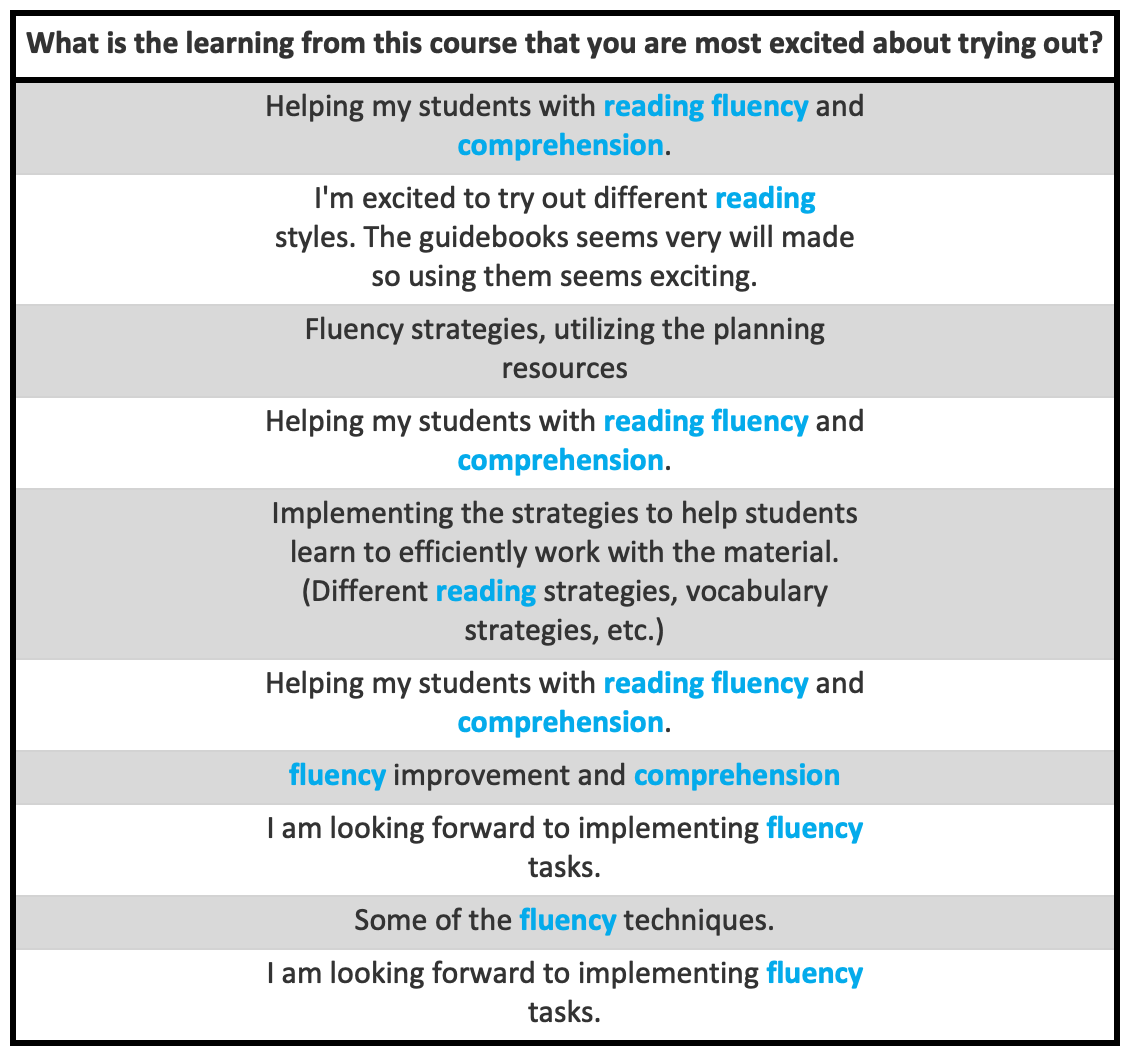 What is the learning from this course that you are most excited about trying out?
Helping my students with reading fluency and
comprehension.
I'm excited to try out different reading
styles. The guidebooks seems very will made
so using them seems exciting.
Fluency strategies, utilizing the planning
resources
Helping my students with reading fluency and
comprehension.
Implementing the strategies to help students
learn to efficiently work with the material.
(Different reading strategies, vocabulary
strategies, etc.)
Helping my students with reading fluency and
comprehension.
fluency improvement and comprehension
I am looking forward to implementing fluency
tasks.
Some of the fluency techniques.
I am looking forward to implementing fluency
tasks.